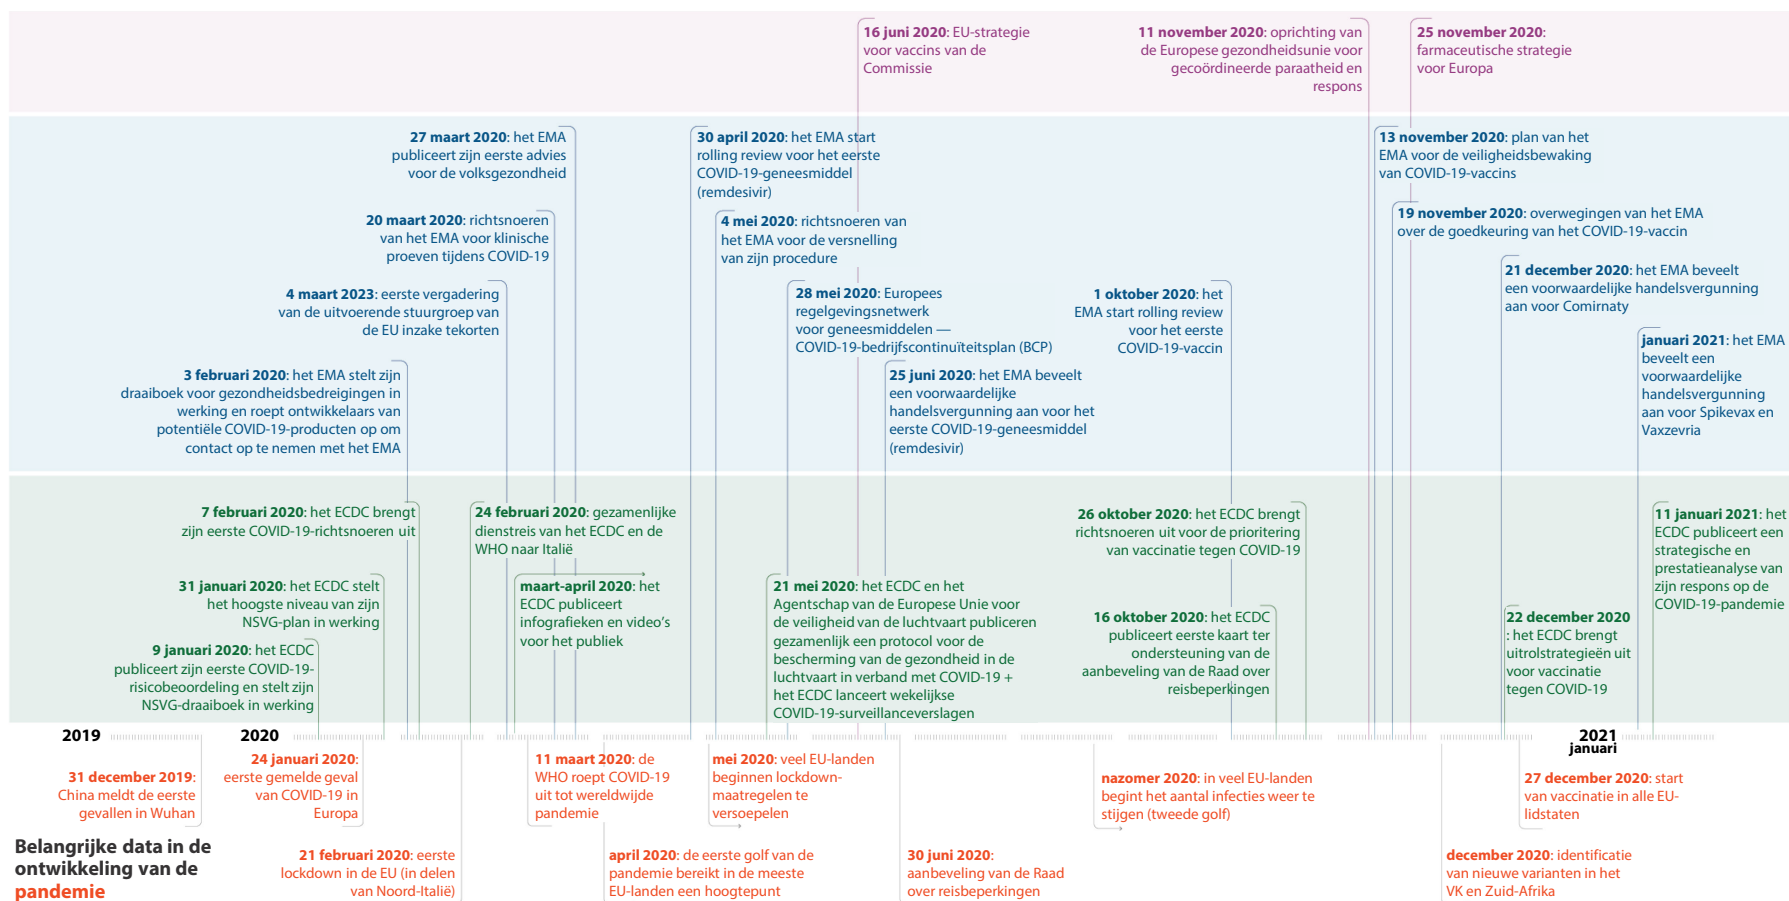 16 juni 2020: EU-strategie
voor vaccins van de
Commissie
11 november 2020: oprichting van
de Europese gezondheidsunie voor
gecoördineerde paraatheid en
respons
25 november 2020:
farmaceutische strategie
voor Europa
27 maart 2020: het EMA
publiceert zijn eerste advies
voor de volksgezondheid
30 april 2020: het EMA start
rolling review voor het eerste
COVID-19-geneesmiddel
(remdesivir)
13 november 2020: plan van het
EMA voor de veiligheidsbewaking
van COVID-19-vaccins
20 maart 2020: richtsnoeren
van het EMA voor klinische
proeven tijdens COVID-19
4 mei 2020: richtsnoeren van
het EMA voor de versnelling
van zijn procedure
19 november 2020: overwegingen van het EMA
over de goedkeuring van het COVID-19-vaccin
4 maart 2023: eerste vergadering
van de uitvoerende stuurgroep van
de EU inzake tekorten
28 mei 2020: Europees
regelgevingsnetwerk
voor geneesmiddelen —
COVID-19-bedrijfscontinuïteitsplan (BCP)
1 oktober 2020: het
EMA start rolling review
voor het eerste
COVID-19-vaccin
21 december 2020: het EMA beveelt
een voorwaardelijke handelsvergunning
aan voor Comirnaty
januari 2021: het EMA
beveelt een
voorwaardelijke
handelsvergunning
aan voor Spikevax en
Vaxzevria
3 februari 2020: het EMA stelt zijn
draaiboek voor gezondheidsbedreigingen in
werking en roept ontwikkelaars van
potentiële COVID-19-producten op om
contact op te nemen met het EMA
25 juni 2020: het EMA beveelt
een voorwaardelijke
handelsvergunning aan voor het
eerste COVID-19-geneesmiddel
(remdesivir)
7 februari 2020: het ECDC brengt
zijn eerste COVID-19-richtsnoeren uit
24 februari 2020: gezamenlijke
dienstreis van het ECDC en de
WHO naar Italië
26 oktober 2020: het ECDC brengt
richtsnoeren uit voor de prioritering
van vaccinatie tegen COVID-19
11 januari 2021: het
ECDC publiceert een
strategische en
prestatieanalyse van
zijn respons op de
COVID-19-pandemie
31 januari 2020: het ECDC stelt
het hoogste niveau van zijn
NSVG-plan in werking
maart-april 2020: het
ECDC publiceert
infografieken en video's
voor het publiek
21 mei 2020: het ECDC en het
Agentschap van de Europese Unie voor
de veiligheid van de luchtvaart publiceren
gezamenlijk een protocol voor de
bescherming van de gezondheid in de
luchtvaart in verband met COVID-19 +
het ECDC lanceert wekelijkse
COVID-19-surveillanceverslagen
16 oktober 2020: het ECDC
publiceert eerste kaart ter
ondersteuning van de
aanbeveling van de Raad over
reisbeperkingen
22 december 2020
: het ECDC brengt
uitrolstrategieën uit
voor vaccinatie
tegen COVID-19
9 januari 2020: het ECDC
publiceert zijn eerste COVID-19-
risicobeoordeling en stelt zijn
NSVG-draaiboek in werking
2019
2020
2021
januari
31 december 2019:
China meldt de eerste
gevallen in Wuhan
24 januari 2020:
eerste gemelde geval
van COVID-19 in
Europa
11 maart 2020: de
WHO roept COVID-19
uit tot wereldwijde
pandemie
mei 2020: veel EU-landen
beginnen lockdown-
maatregelen te
versoepelen
nazomer 2020: in veel EU-landen
begint het aantal infecties weer te
stijgen (tweede golf)
27 december 2020: start
van vaccinatie in alle EU-
lidstaten
Belangrijke data in de
ontwikkeling van de
pandemie
21 februari 2020: eerste
lockdown in de EU (in delen
van Noord-Italië)
april 2020: de eerste golf van de
pandemie bereikt in de meeste
EU-landen een hoogtepunt
30 juni 2020:
aanbeveling van de Raad
over reisbeperkingen
december 2020: identificatie
van nieuwe varianten in het
VK en Zuid-Afrika